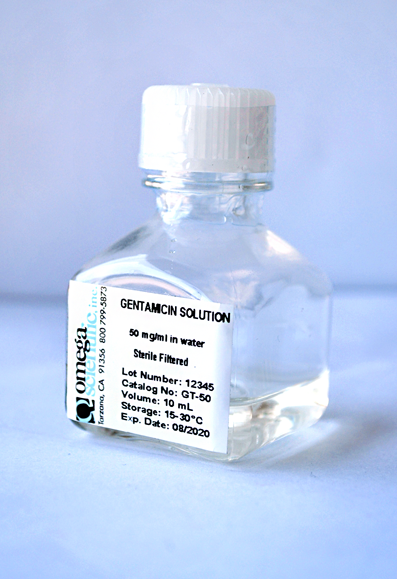 GENTAMICIN SOLUTION
50 mg/ml in water
Sterile Filtered
Lot Number: 12345
Catalog No: GT-50
Volume: 10 mL
Storage: 15-30°C
Exp. Date: 08/2020
omega
scientific, inc.
Tarzana, CA 91356 800 799-5873